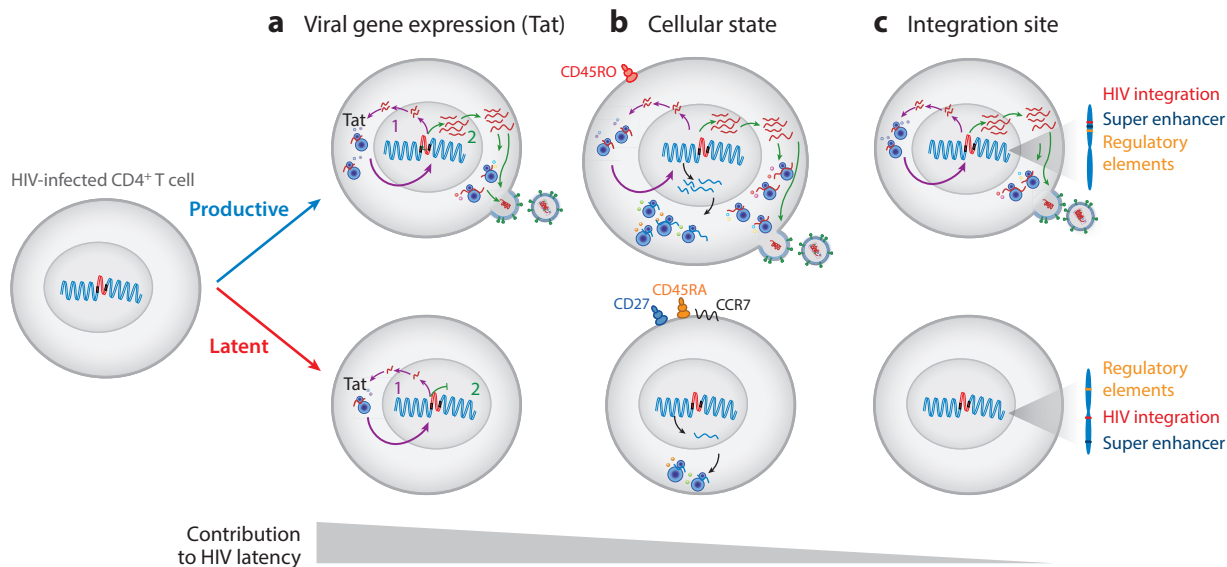 a Viral gene expression (Tat)
b Cellular state
c Integration site
HIV-infected CD4+ T cell
Productive
Latent
Tat
1
2
CD45RO
HIV integration
Super enhancer
Regulatory
elements
Tat
1
2
CD27
CD45RA
CCR7
Regulatory
elements
HIV integration
Super enhancer
Contribution
to HIV latency